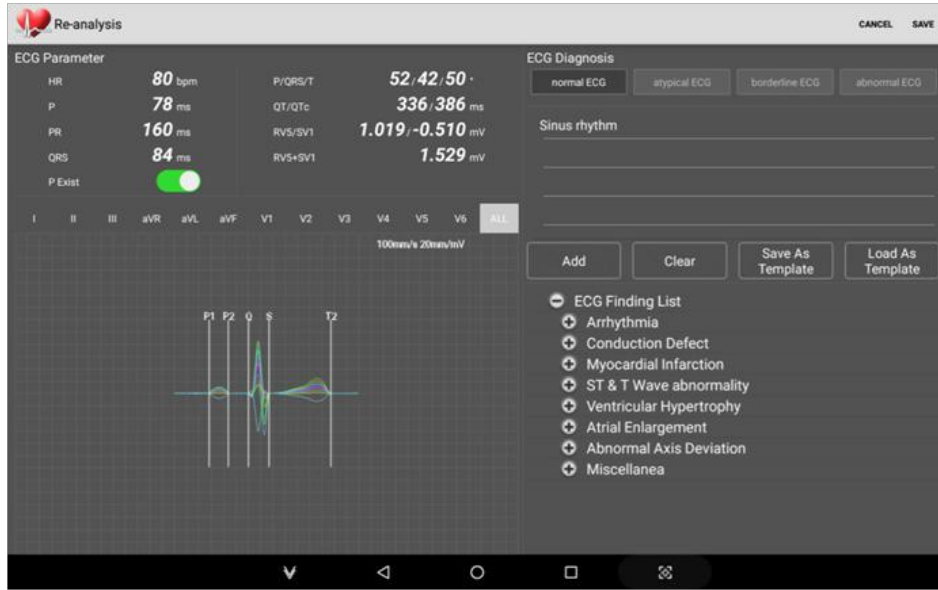 Re-analysis
CANCEL SAVE
ECG Parameter
HR 80 bpm P/QRS/T 52/42/50 °
P 78 ms QT/QTc 336/386 ms
PR 160 ms RV5/SV1 1.019/-0.510 mV
QRS 84 ms RV5+SV1 1.529 mV
P Exist
I II III aVR aVL aVF V1 V2 V3 V4 V5 V6 ALL
100mm/s 20mm/mV
P1 P2 Q S T2
ECG Diagnosis
normal ECG atypical ECG borderline ECG abnormal ECG
Sinus rhythm
Add Clear Save As Template Load As Template
ECG Finding List
Arrhythmia
Conduction Defect
Myocardial Infarction
ST & T Wave abnormality
Ventricular Hypertrophy
Atrial Enlargement
Abnormal Axis Deviation
Miscellanea